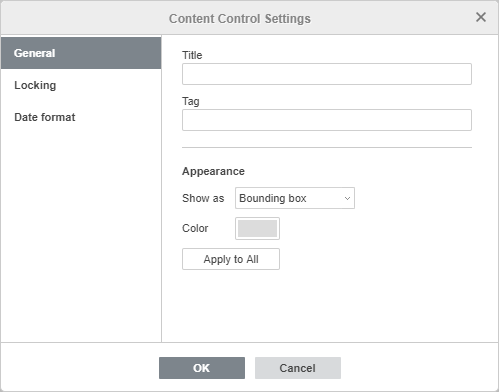 Content Control Settings
General
Locking
Date format
Title
Tag
Appearance
Show as Bounding box
Color
Apply to All
OK Cancel